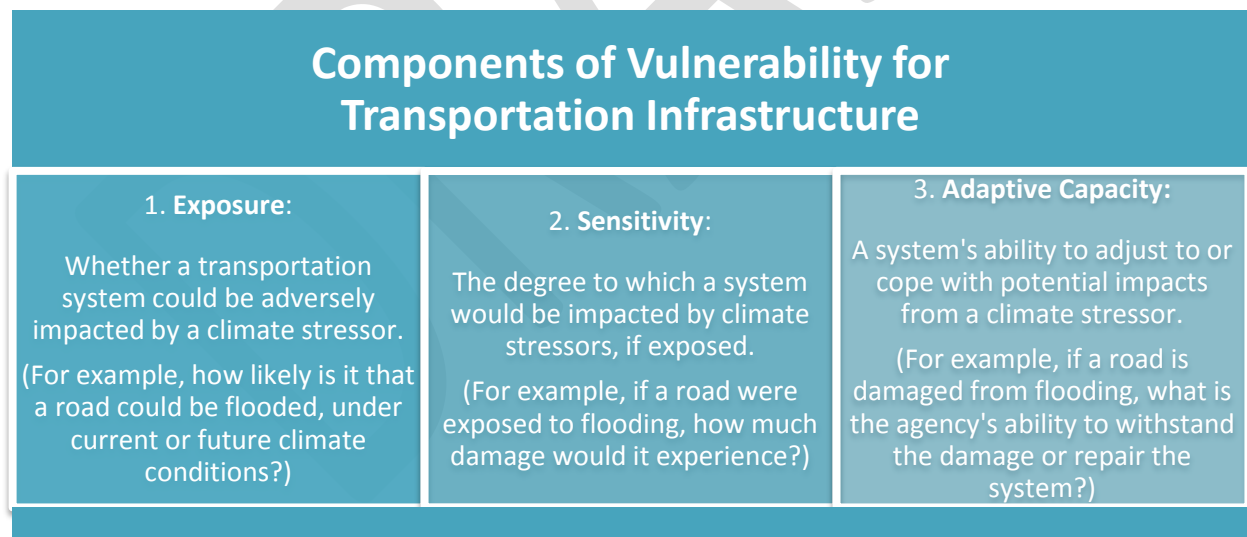 Components of Vulnerability for
Transportation Infrastructure
1. Exposure:
Whether a transportation
system could be adversely
impacted by a climate stressor.
(For example, how likely is it that
a road could be flooded, under
current or future climate
conditions?)
2. Sensitivity:
The degree to which a system
would be impacted by climate
stressors, if exposed.
(For example, if a road were
exposed to flooding, how much
damage would it experience?)
3. Adaptive Capacity:
A system's ability to adjust to or
cope with potential impacts
from a climate stressor.
(For example, if a road is
damaged from flooding, what is
the agency's ability to withstand
the damage or repair the
system?)